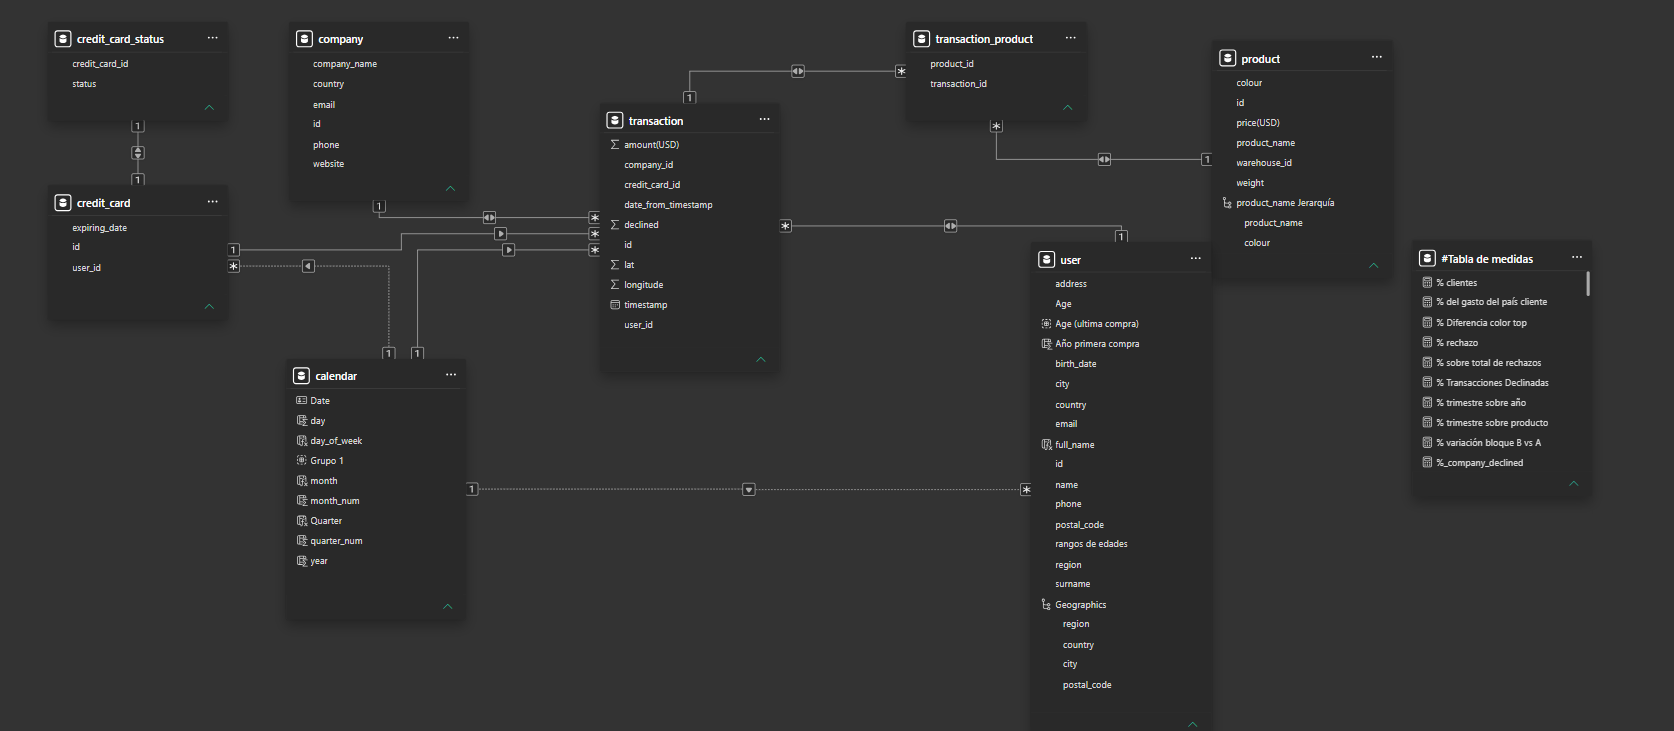 credit_card_status
credit_card_id
status
company
company_name
country
email
id
phone
website
transaction_product
product_id
transaction_id
product
colour
id
price(USD)
product_name
warehouse_id
weight
product_name Jerarquía
product_name
colour
transaction
amount(USD)
company_id
credit_card_id
date_from_timestamp
declined
id
lat
longitude
timestamp
user_id
credit_card
expiring_date
id
user_id
user
address
Age
Age (ultima compra)
Año primera compra
birth_date
city
country
email
full_name
id
name
phone
postal_code
rangos de edades
region
surname
Geographics
region
country
city
postal_code
#Tabla de medidas
% clientes
% del gasto del país cliente
% Diferencia color top
% rechazo
% sobre total de rechazos
% Transacciones Declinadas
% trimestre sobre año
% trimestre sobre producto
% variación bloque B vs A
%_company_declined
calendar
Date
day
day_of_week
Grupo 1
month
month_num
Quarter
quarter_num
year
1
1
1
1
*
1
*
*
1
*
*
*
1
*
1
*
1
1
1
*